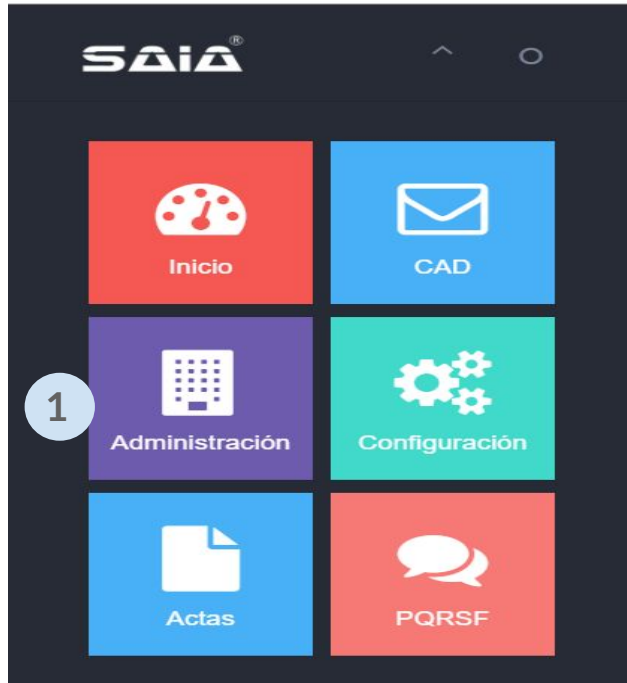 SAIA®
Inicio
CAD
1
Administración
Configuración
Actas
PQRSF